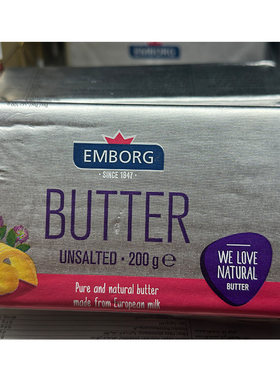 EMBORG
· SINCE 1947 ·
BUTTER
UNSALTED · 200 g ℮
WE LOVE
NATURAL
BUTTER
Pure and natural butter
made from European milk